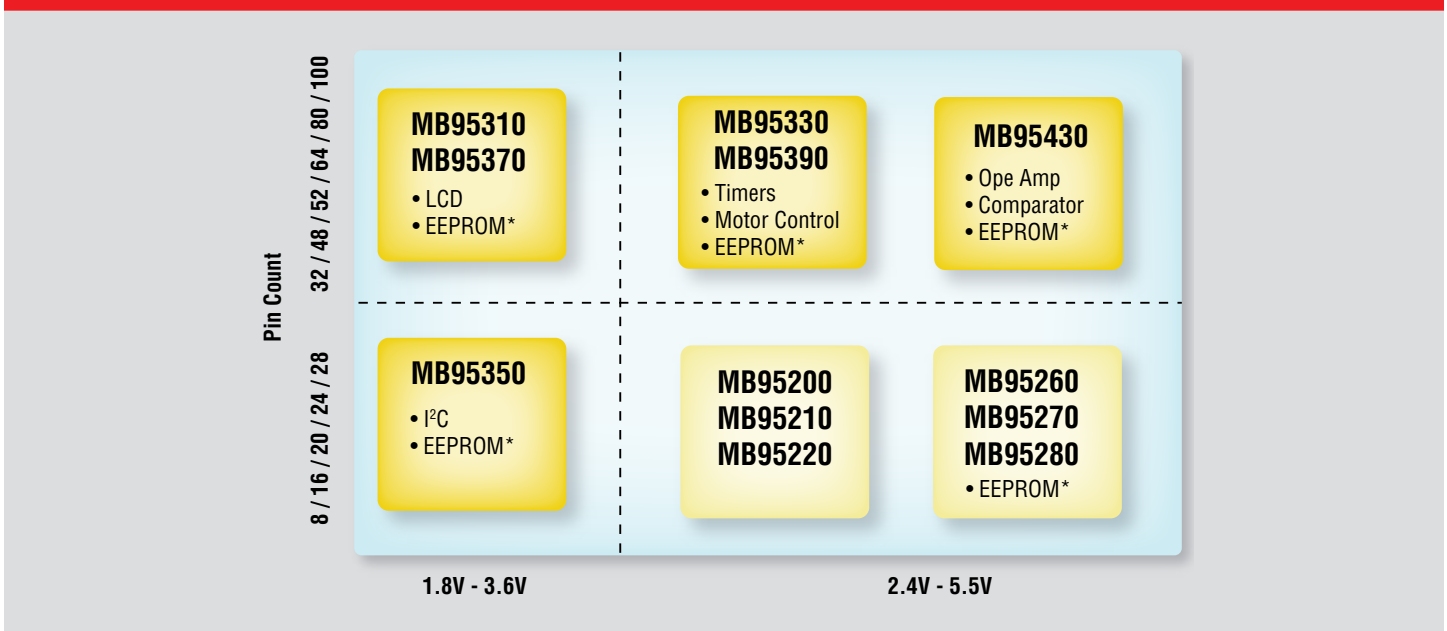 Pin Count
32 / 48 / 52 / 64 / 80 / 100
8 / 16 / 20 / 24 / 28
MB95310
MB95370
• LCD
• EEPROM*
MB95330
MB95390
• Timers
• Motor Control
• EEPROM*
MB95430
• Ope Amp
• Comparator
• EEPROM*
MB95350
• I²C
• EEPROM*
MB95200
MB95210
MB95220
MB95260
MB95270
MB95280
• EEPROM*
1.8V - 3.6V
2.4V - 5.5V